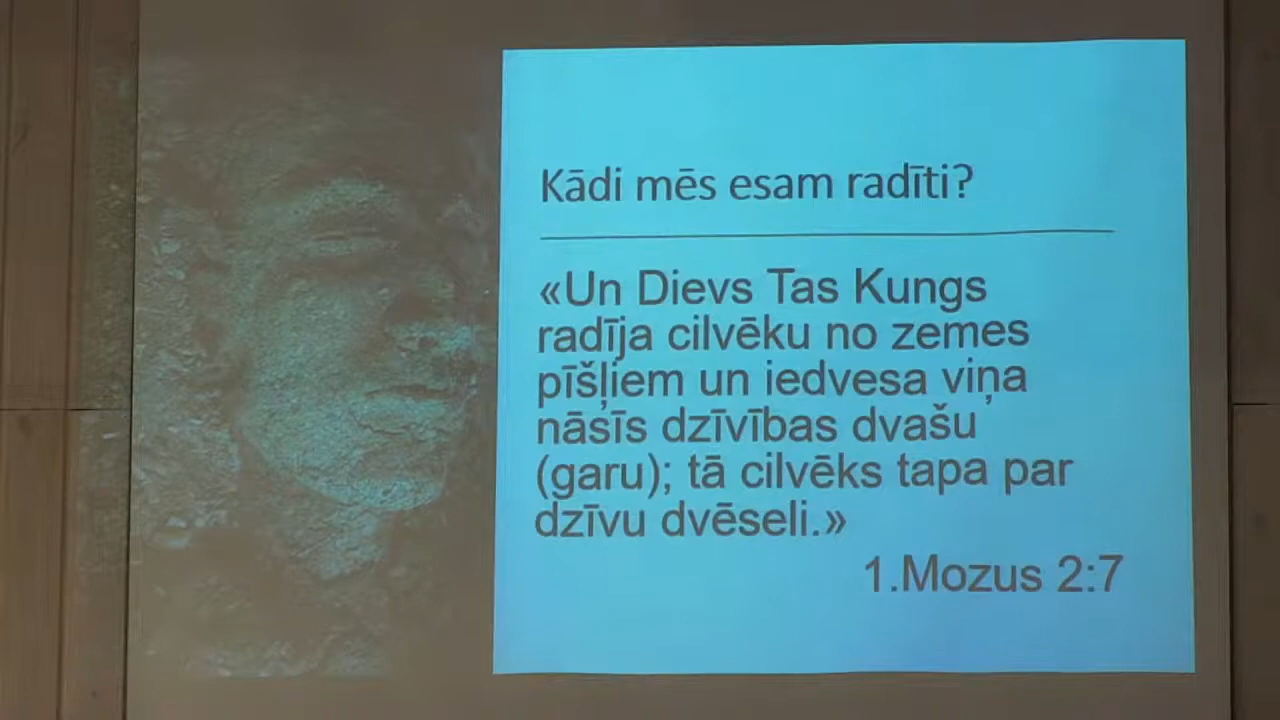 Kādi mēs esam radīti?
«Un Dievs Tas Kungs
radīja cilvēku no zemes
pīšļiem un iedvesa viņa
nāsīs dzīvības dvašu
(garu); tā cilvēks tapa par
dzīvu dvēseli.»
1.Mozus 2:7